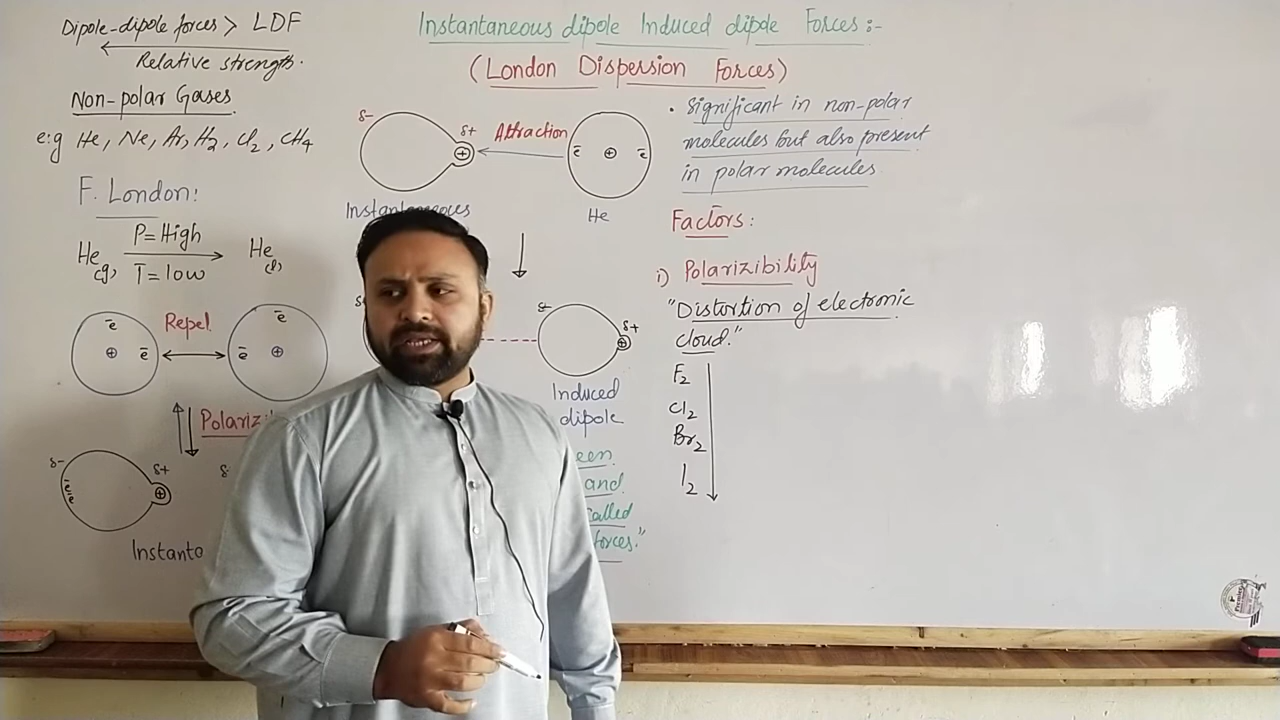 Instantaneous dipole Induced dipole Forces:-
(London Dispersion Forces)
Dipole-dipole forces > LDF
Relative strength.
Non-polar Gases
e:g He, Ne, Ar, H2, Cl2, CH4
F. London:
He(g) P=High T=low He(l)
ē ē
Repel
ē ē
+ +
Polariz
δ- δ+ δ
ē ē
+
Instanta
δ- δ+ Attraction
+ ē + ē
Instantaneous He
δ- δ+
+
Induced
dipole
een
and
called
forces."
• Significant in non-polar
molecules but also present
in polar molecules
Factors:
i) Polarizibility
"Distortion of electronic
cloud."
F2
Cl2
Br2
I2